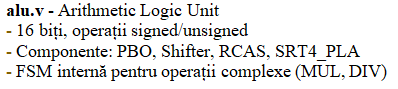 alu.v - Arithmetic Logic Unit
- 16 biți, operații signed/unsigned
- Componente: PBO, Shifter, RCAS, SRT4_PLA
- FSM internă pentru operații complexe (MUL, DIV)